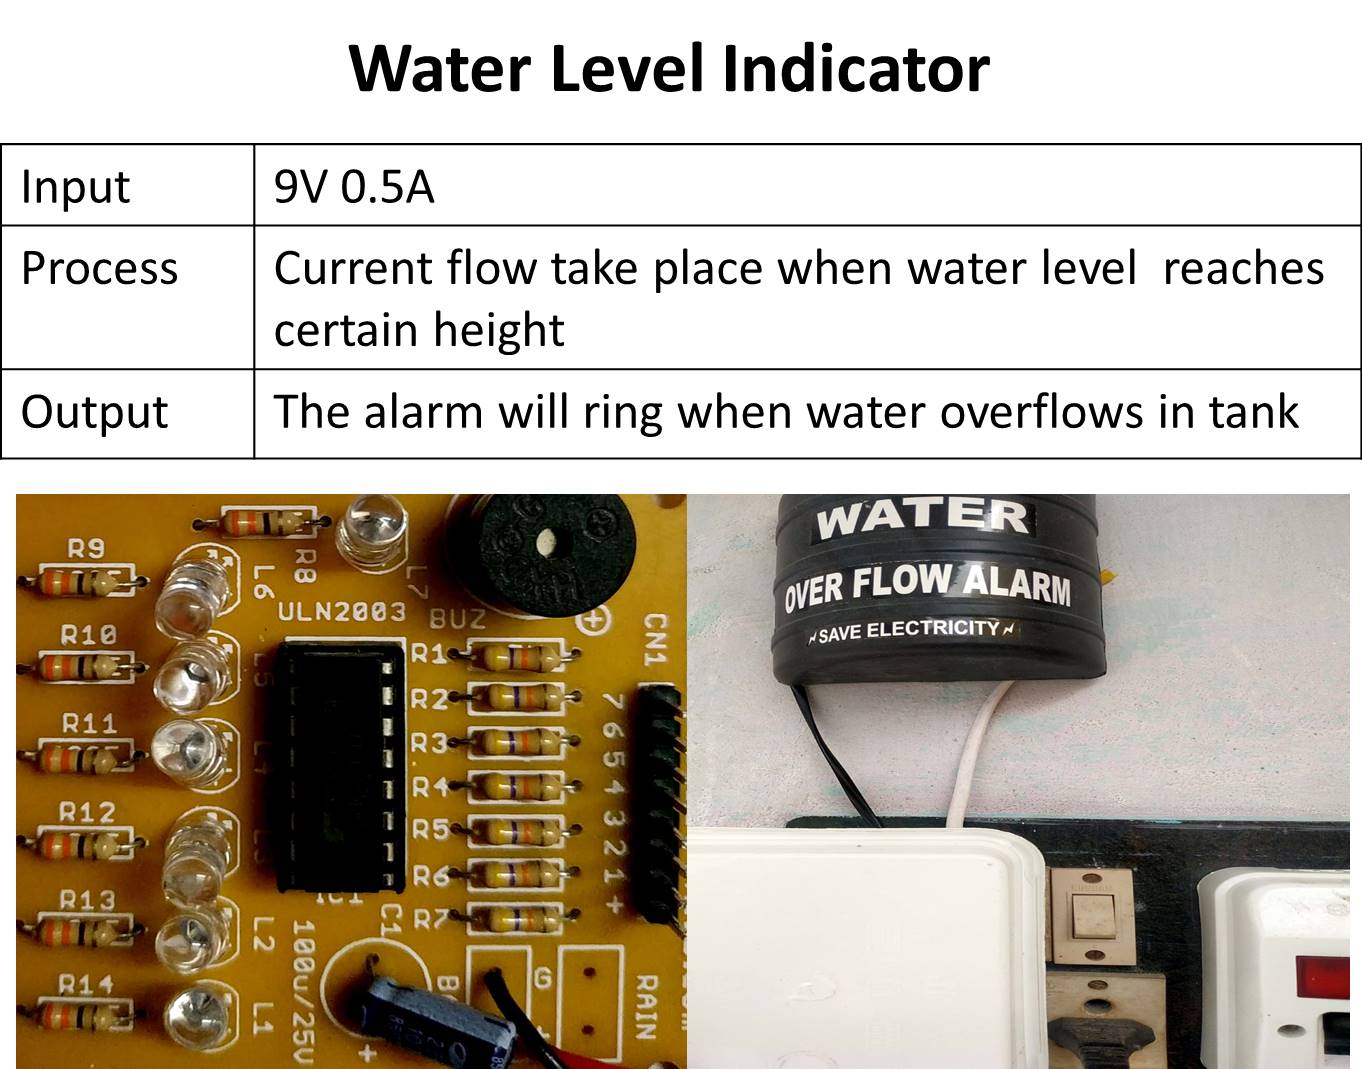 Water Level Indicator
Input 9V 0.5A
Process Current flow take place when water level reaches
certain height
Output The alarm will ring when water overflows in tank
R9
R10
R11
R12
R13
R14
R8
L6
L7
L2
L1
ULN2003
BUZ
R1
R2
R3
R4
R5
R6
R7
CN1
7
6
5
4
3
2
1
+
C1
100u/25V
+
G
RAIN
WATER
OVER FLOW ALARM
SAVE ELECTRICITY